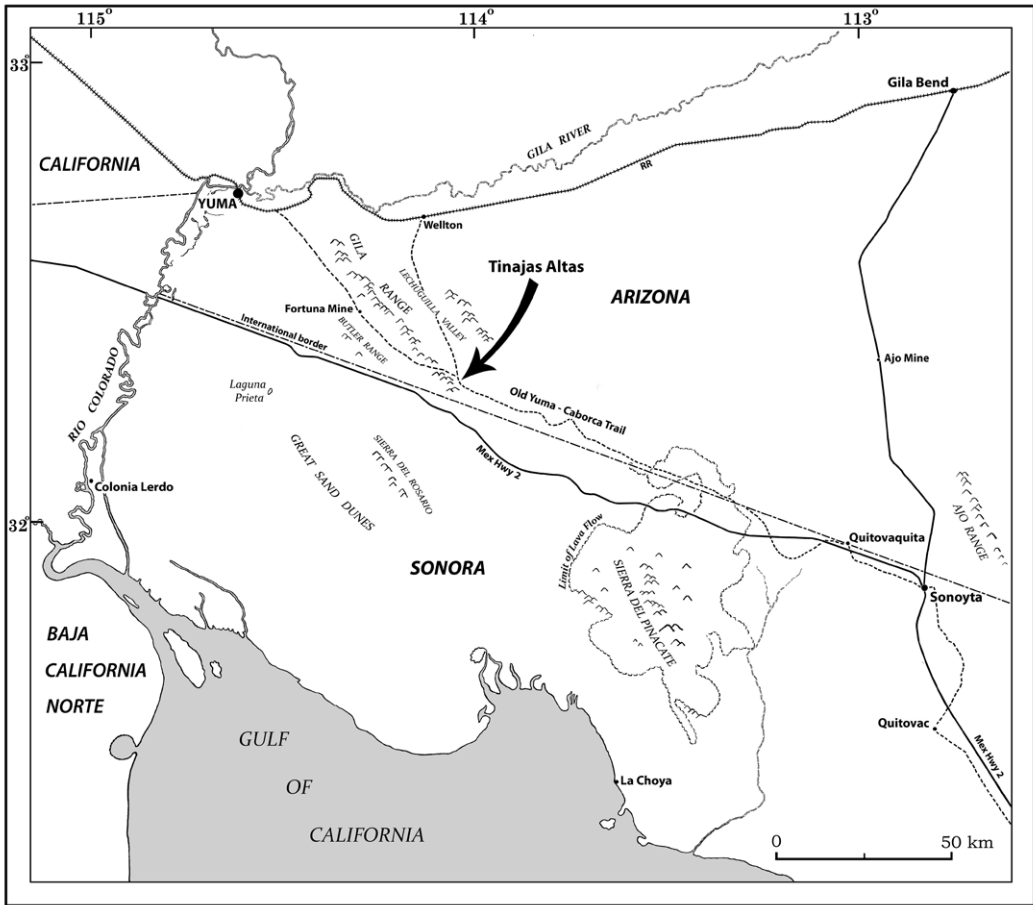 115°
114°
113°
33°
Gila Bend
GILA RIVER
CALIFORNIA
RR
YUMA
Wellton
GILA
RANGE
Tinajas Altas
LECHUGUILLA VALLEY
ARIZONA
Fortuna Mine
International border
BUTLER RANGE
Ajo Mine
Laguna
Prieta
RIO COLORADO
Old Yuma - Caborca Trail
GREAT SAND DUNES
SIERRA DEL ROSARIO
Mex Hwy 2
Colonia Lerdo
AJO RANGE
32°
Quitovaquita
Limit of Lava Flow
SONORA
SIERRA DEL PINACATE
Sonoyta
BAJA
CALIFORNIA
NORTE
Quitovac
GULF
OF
CALIFORNIA
Mex Hwy 2
La Choya
0 50 km